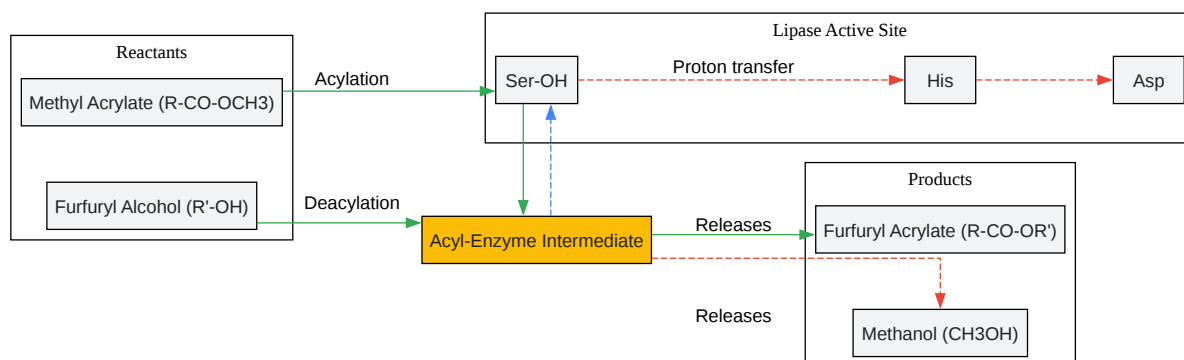 Lipase Active Site
Reactants
Acylation
Ser-OH
Proton transfer
His
Asp
Methyl Acrylate (R-CO-OCH3)
Products
Furfuryl Alcohol (R'-OH)
Deacylation
Acyl-Enzyme Intermediate
Releases
Furfuryl Acrylate (R-CO-OR')
Releases
Methanol (CH3OH)